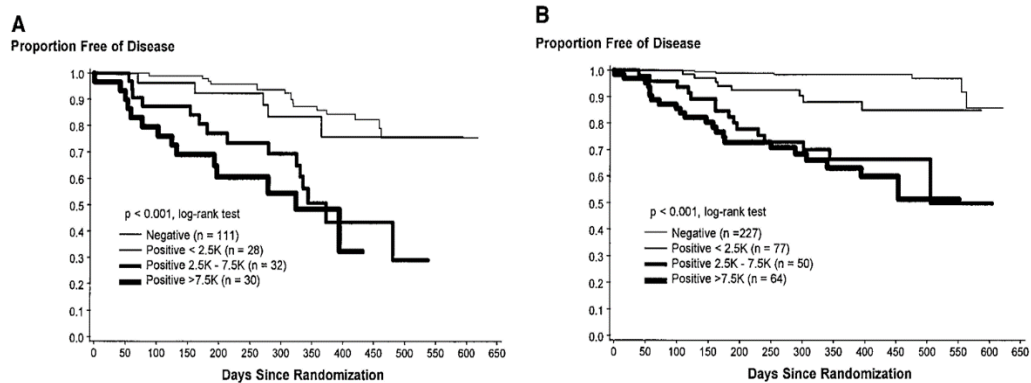 A
Proportion Free of Disease
1.0
0.9
0.8
0.7
0.6
0.5
0.4
0.3
0.2
0.1
0.0
p < 0.001, log-rank test
Negative (n = 111)
Positive < 2.5K (n = 28)
Positive 2.5K - 7.5K (n = 32)
Positive >7.5K (n = 30)
0 50 100 150 200 250 300 350 400 450 500 550 600 650
Days Since Randomization
B
Proportion Free of Disease
1.0
0.9
0.8
0.7
0.6
0.5
0.4
0.3
0.2
0.1
0.0
p < 0.001, log-rank test
Negative (n =227)
Positive < 2.5K (n = 77)
Positive 2.5K - 7.5K (n = 50)
Positive >7.5K (n = 64)
0 50 100 150 200 250 300 350 400 450 500 550 600 650
Days Since Randomization